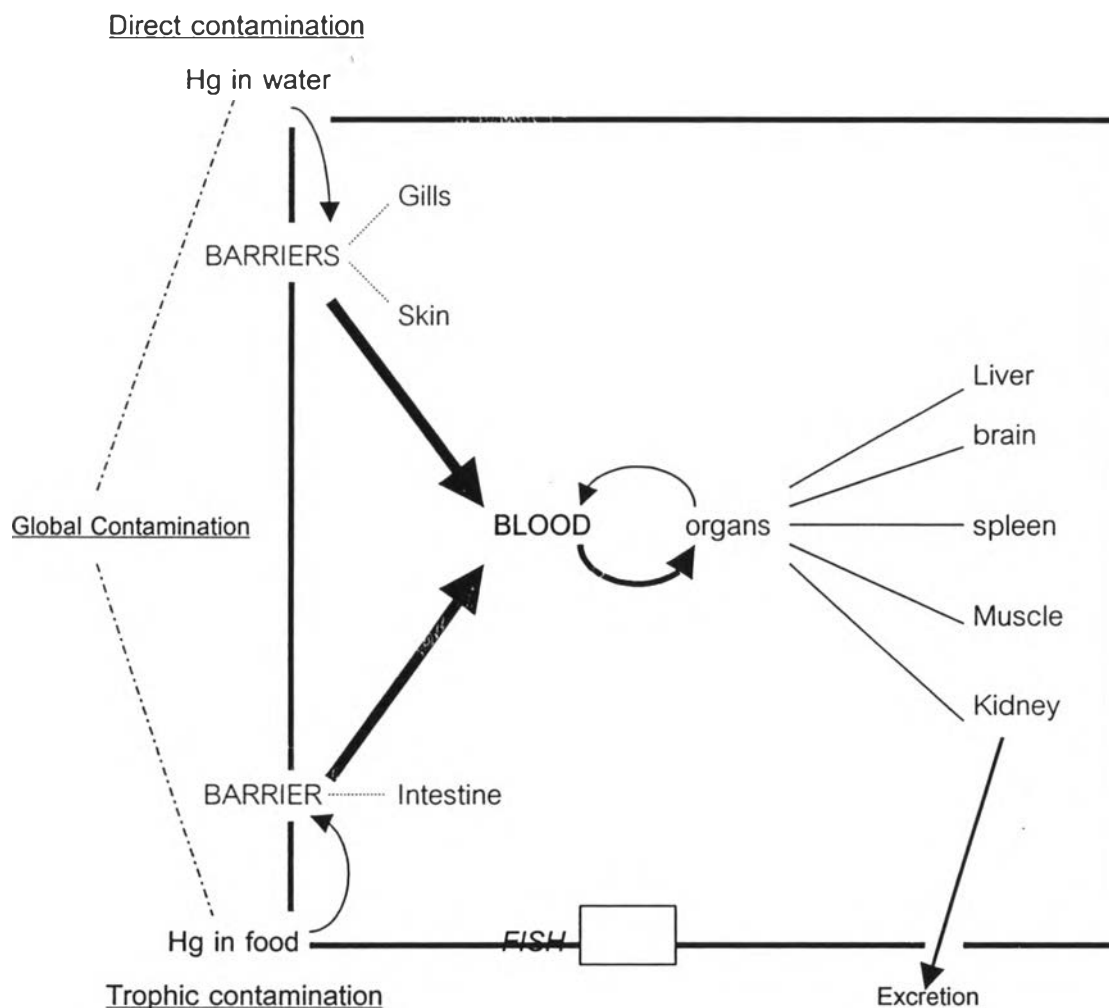 Direct contamination
Hg in water
Gills
BARRIERS
Skin
Liver
brain
Global Contamination
BLOOD
organs
spleen
Muscle
Kidney
BARRIER
Intestine
Hg in food
FISH
Trophic contamination
Excretion